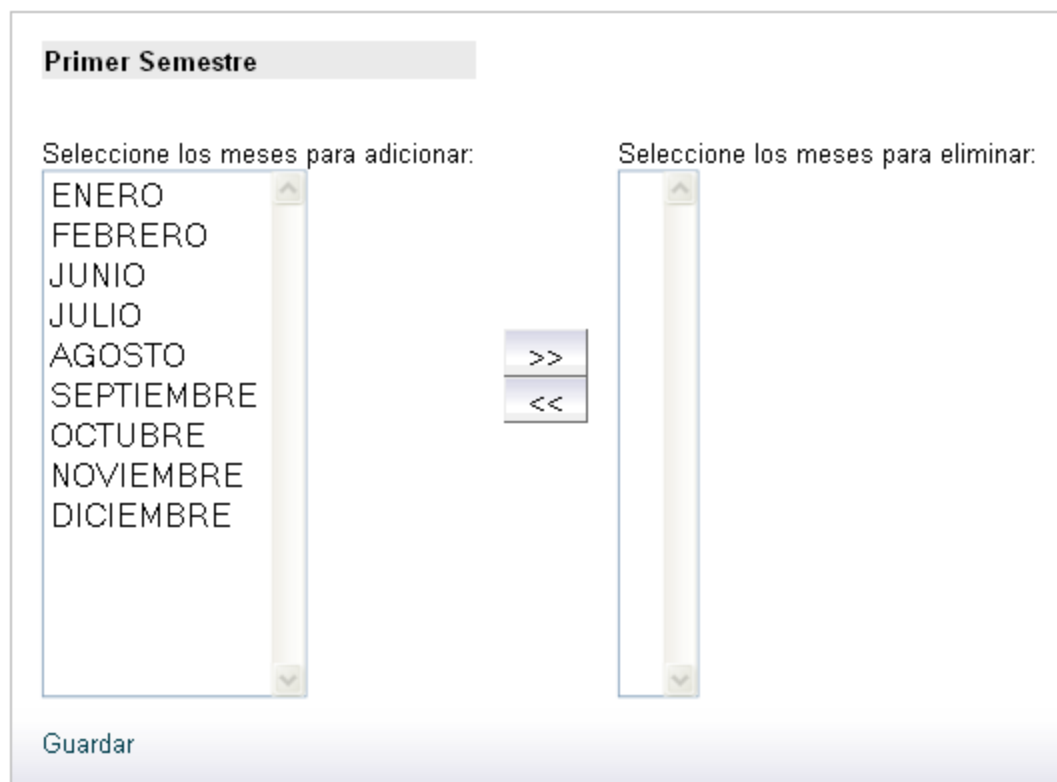 Primer Semestre
Seleccione los meses para adicionar:
Seleccione los meses para eliminar:
ENERO
FEBRERO
JUNIO
JULIO
AGOSTO
SEPTIEMBRE
OCTUBRE
NOVIEMBRE
DICIEMBRE
>>
<<
Guardar